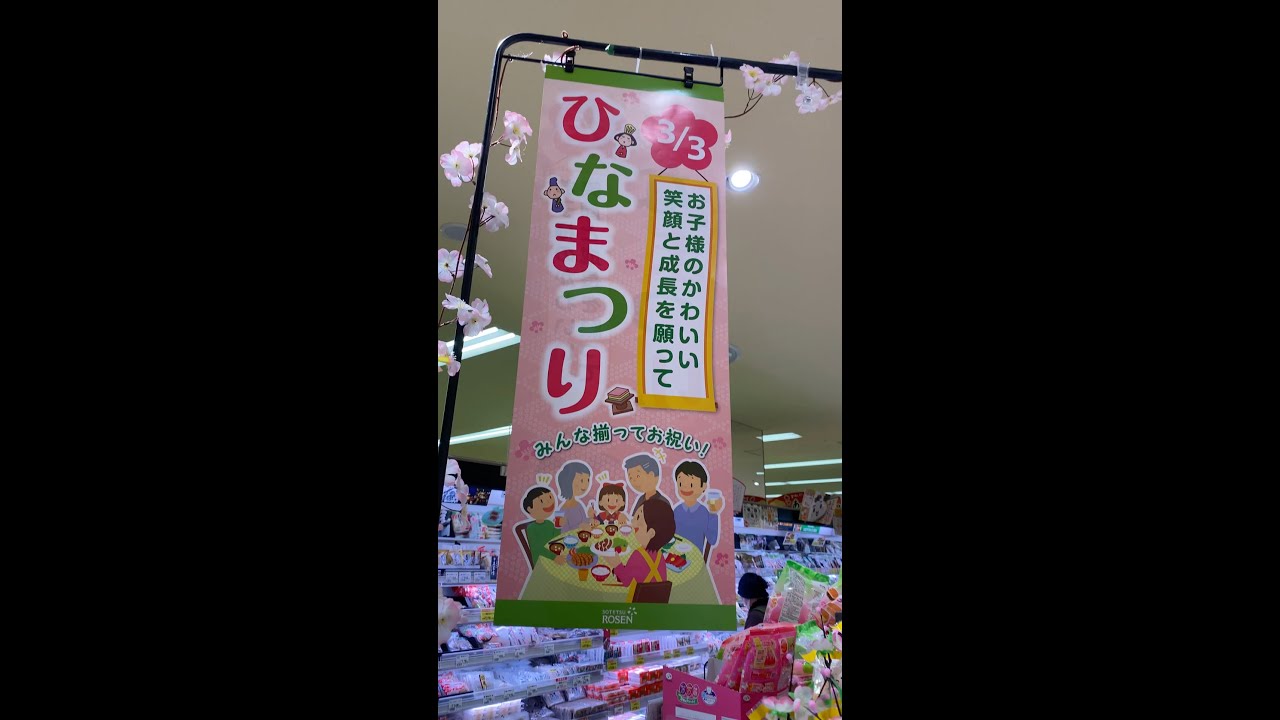 ひなまつり
3/3
お子様のかわいい
笑顔と成長を願って
みんな揃ってお祝い!
SOTETSU
ROSEN